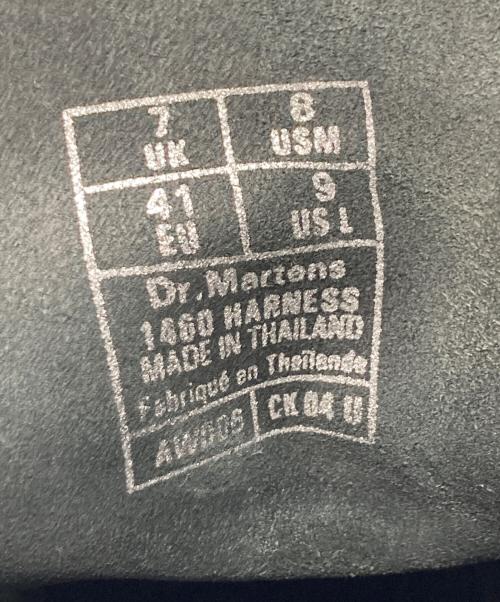 7 UK
8 USM
41 EU
9 US L
Dr. Martens
1460 HARNESS
MADE IN THAILAND
Fabriqué en Thaïlande
AW006
CK 04 U